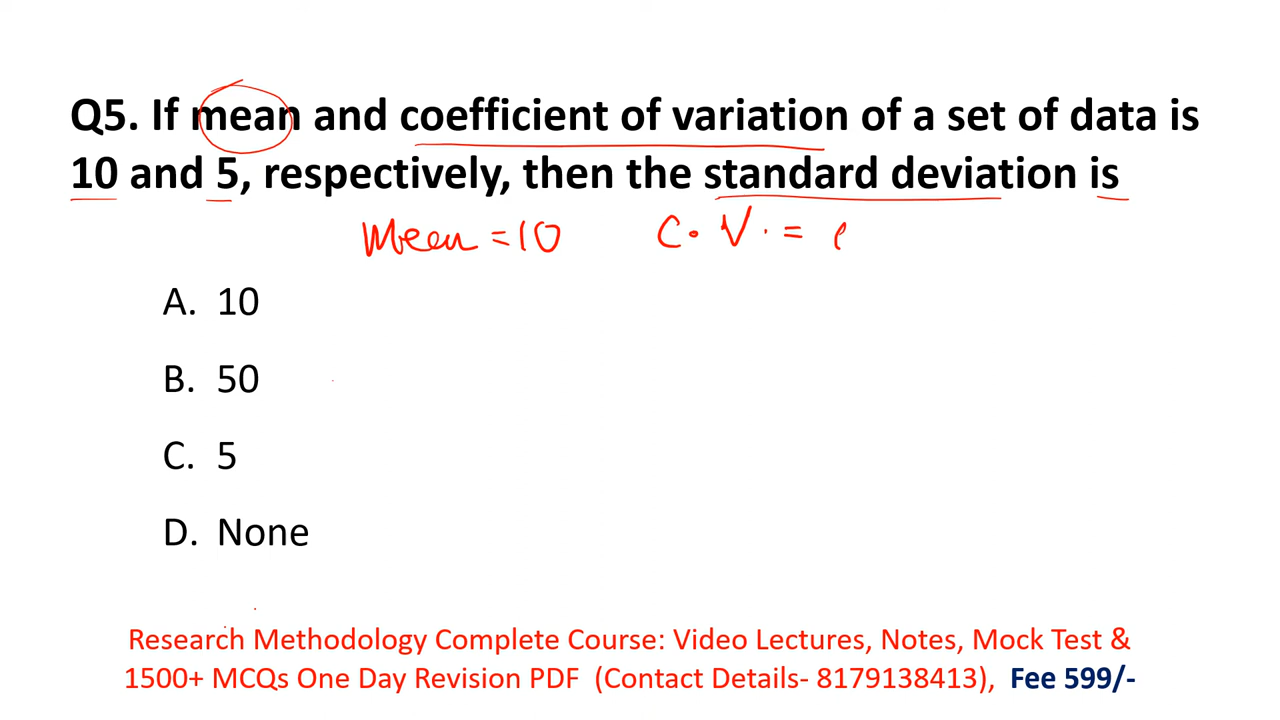 Q5. If mean and coefficient of variation of a set of data is
10 and 5, respectively, then the standard deviation is
Mean = 10 C. V. =
A. 10
B. 50
C. 5
D. None
Research Methodology Complete Course: Video Lectures, Notes, Mock Test &
1500+ MCQs One Day Revision PDF (Contact Details- 8179138413), Fee 599/-